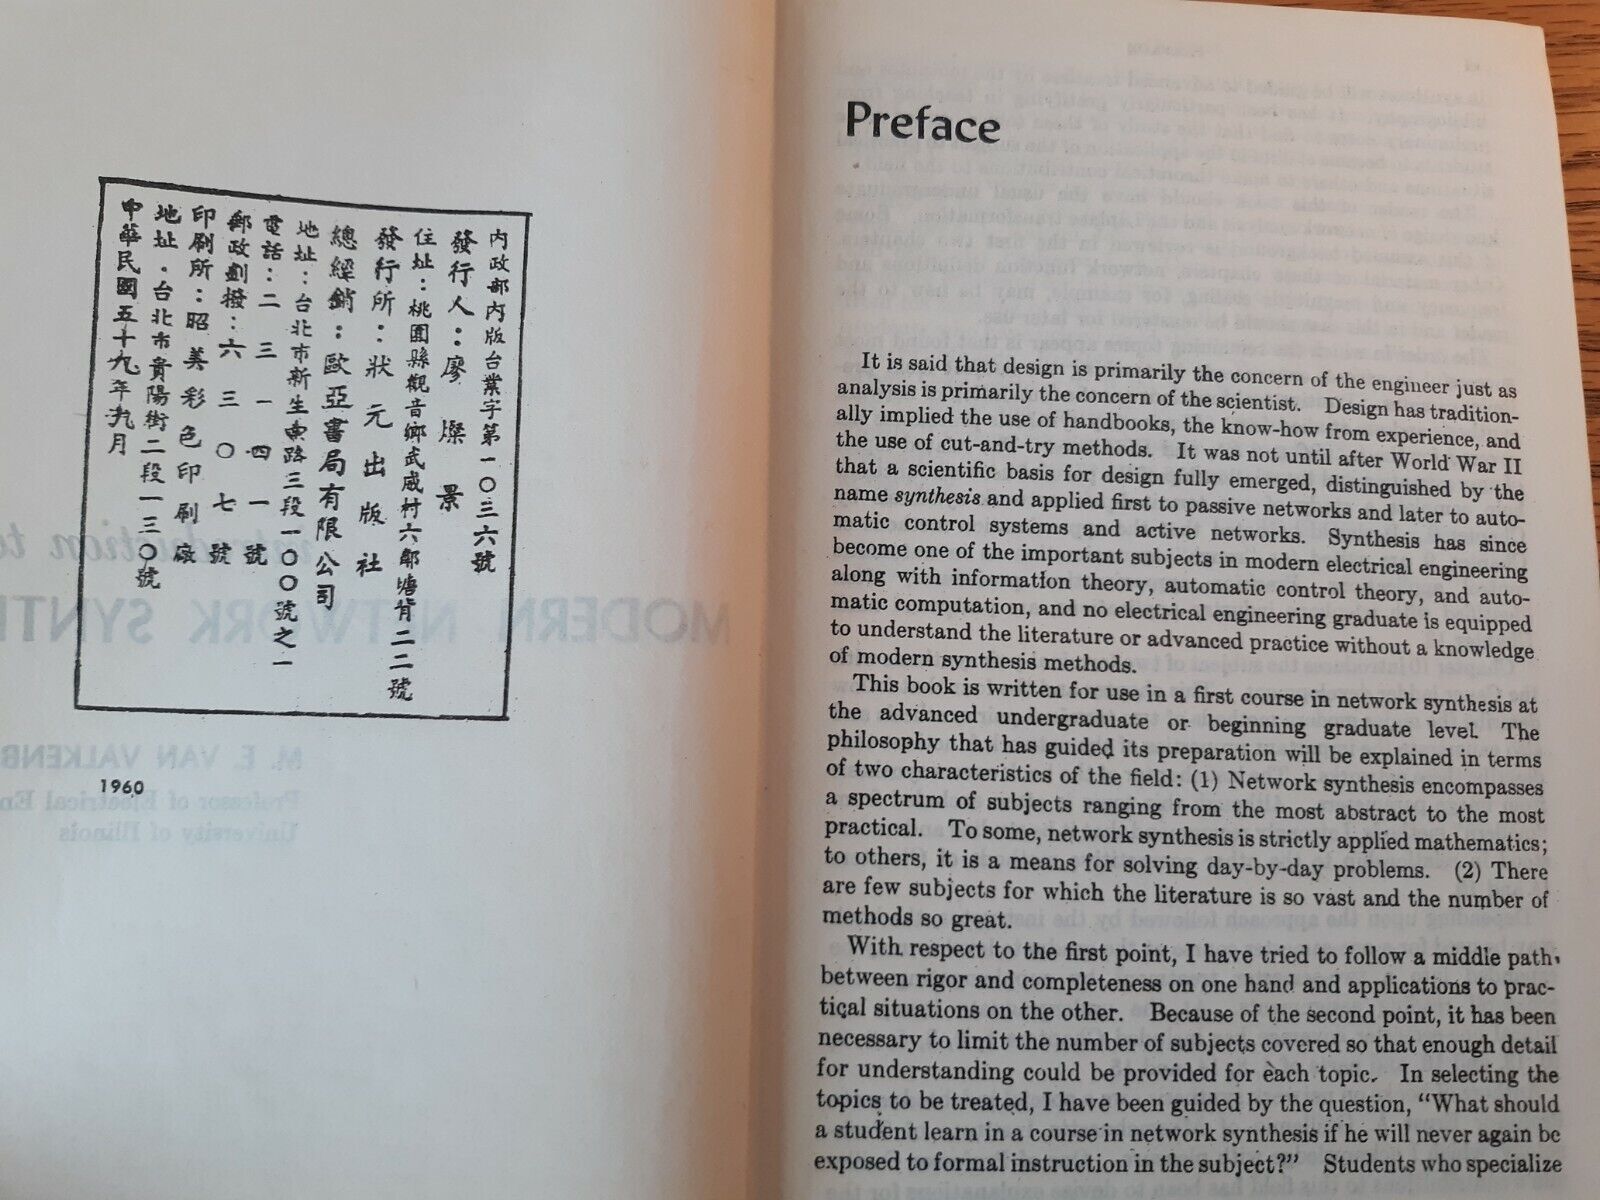 內政部內版台業字第一〇三六號
發行人：廖燦景
住址：桃園縣觀音鄉武威村六鄰塘背二二號
發行所：狀元出版社
總經銷：歐亞書局有限公司
地址：台北市新生南路三段一〇〇號之一
電話：二三一四一號
郵政劃撥：六三〇七號
印刷所：昭美彩色印刷廠
地址．台北市貴陽街二段一三〇號
中華民國五十九年九月
1960
Preface
It is said that design is primarily the concern of the engineer just as
analysis is primarily the concern of the scientist. Design has tradition-
ally implied the use of handbooks, the know-how from experience, and
the use of cut-and-try methods. It was not until after World War II
that a scientific basis for design fully emerged, distinguished by the
name synthesis and applied first to passive networks and later to auto-
matic control systems and active networks. Synthesis has since
become one of the important subjects in modern electrical engineering
along with information theory, automatic control theory, and auto-
matic computation, and no electrical engineering graduate is equipped
to understand the literature or advanced practice without a knowledge
of modern synthesis methods.
This book is written for use in a first course in network synthesis at
the advanced undergraduate or beginning graduate level. The
philosophy that has guided its preparation will be explained in terms
of two characteristics of the field: (1) Network synthesis encompasses
a spectrum of subjects ranging from the most abstract to the most
practical. To some, network synthesis is strictly applied mathematics;
to others, it is a means for solving day-by-day problems. (2) There
are few subjects for which the literature is so vast and the number of
methods so great.
With respect to the first point, I have tried to follow a middle path
between rigor and completeness on one hand and applications to prac-
tical situations on the other. Because of the second point, it has been
necessary to limit the number of subjects covered so that enough detail
for understanding could be provided for each topic. In selecting the
topics to be treated, I have been guided by the question, "What should
a student learn in a course in network synthesis if he will never again be
exposed to formal instruction in the subject?" Students who specialize